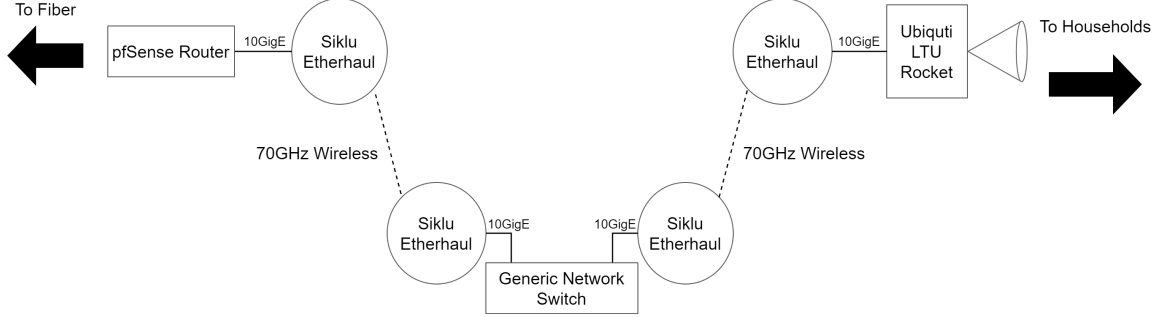 To Fiber
pfSense Router
10GigE
Siklu
Etherhaul
70GHz Wireless
Siklu
Etherhaul
10GigE
Generic Network
Switch
10GigE
Siklu
Etherhaul
70GHz Wireless
Siklu
Etherhaul
10GigE
Ubiquti
LTU
Rocket
To Households